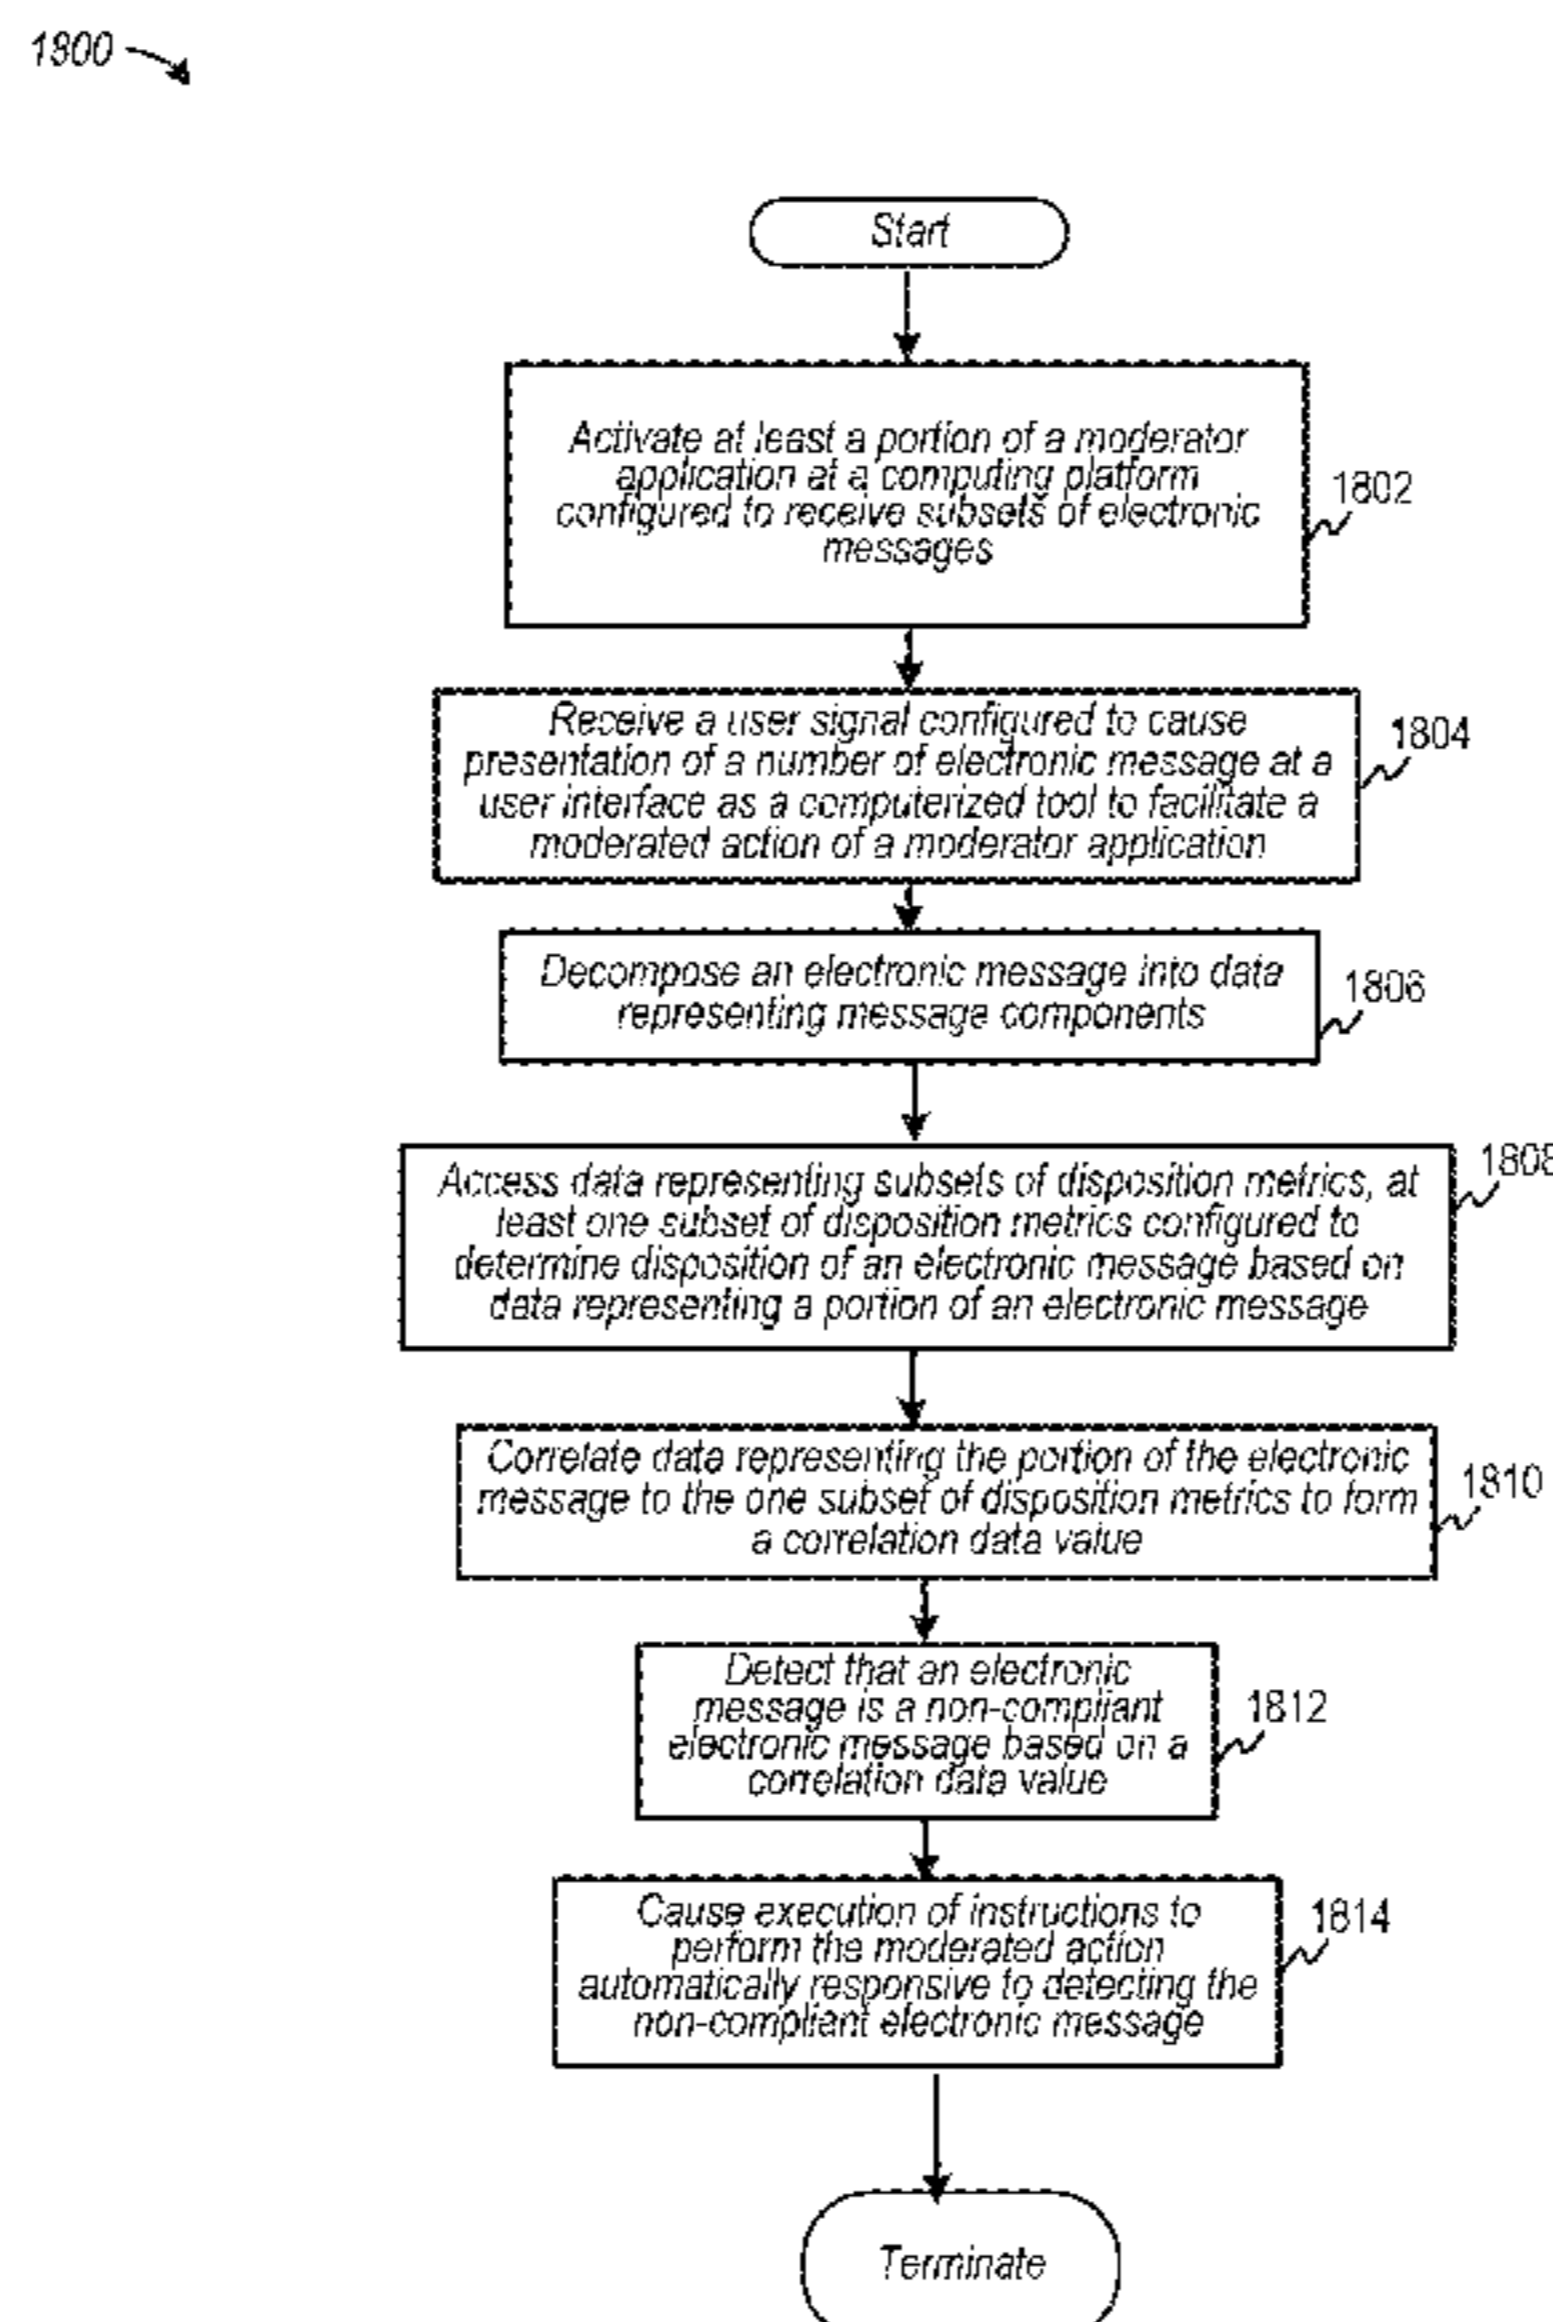 1800
Start
Activate at least a portion of a moderator
application at a computing platform
configured to receive subsets of electronic
messages
1802
Receive a user signal configured to cause
presentation of a number of electronic message at a
user interface as a computerized tool to facilitate a
moderated action of a moderator application
1804
Decompose an electronic message into data
representing message components
1806
Access data representing subsets of disposition metrics, at
least one subset of disposition metrics configured to
determine disposition of an electronic message based on
data representing a portion of an electronic message
1808
Correlate data representing the portion of the electronic
message to the one subset of disposition metrics to form
a correlation data value
1810
Detect that an electronic
message is a non-compliant
electronic message based on a
correlation data value
1812
Cause execution of instructions to
perform the moderated action
automatically responsive to detecting the
non-compliant electronic message
1814
Terminate